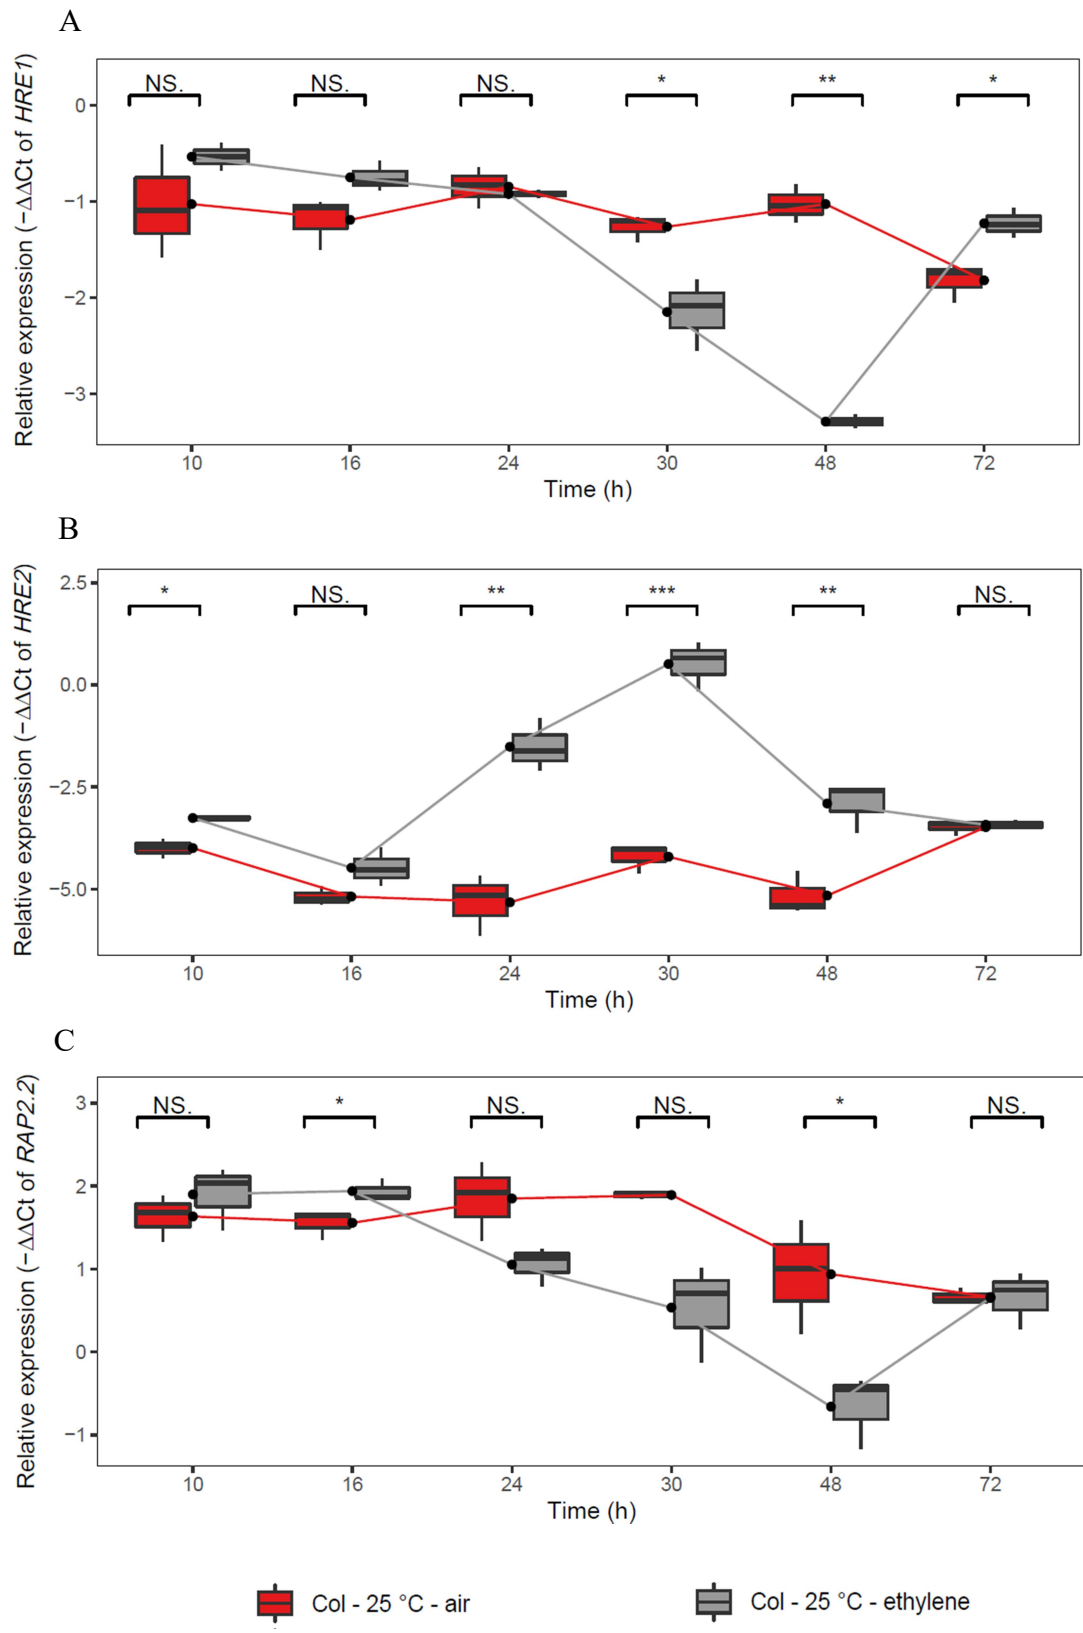 A
Relative expression (−ΔΔCt of HRE1)
NS. NS. NS. * ** *
0
−1
−2
−3
10 16 24 30 48 72
Time (h)
B
Relative expression (−ΔΔCt of HRE2)
* NS. ** *** ** NS.
2.5
0.0
−2.5
−5.0
10 16 24 30 48 72
Time (h)
C
Relative expression (−ΔΔCt of RAP2.2)
NS. * NS. NS. * NS.
3
2
1
0
−1
10 16 24 30 48 72
Time (h)
Col - 25 °C - air Col - 25 °C - ethylene